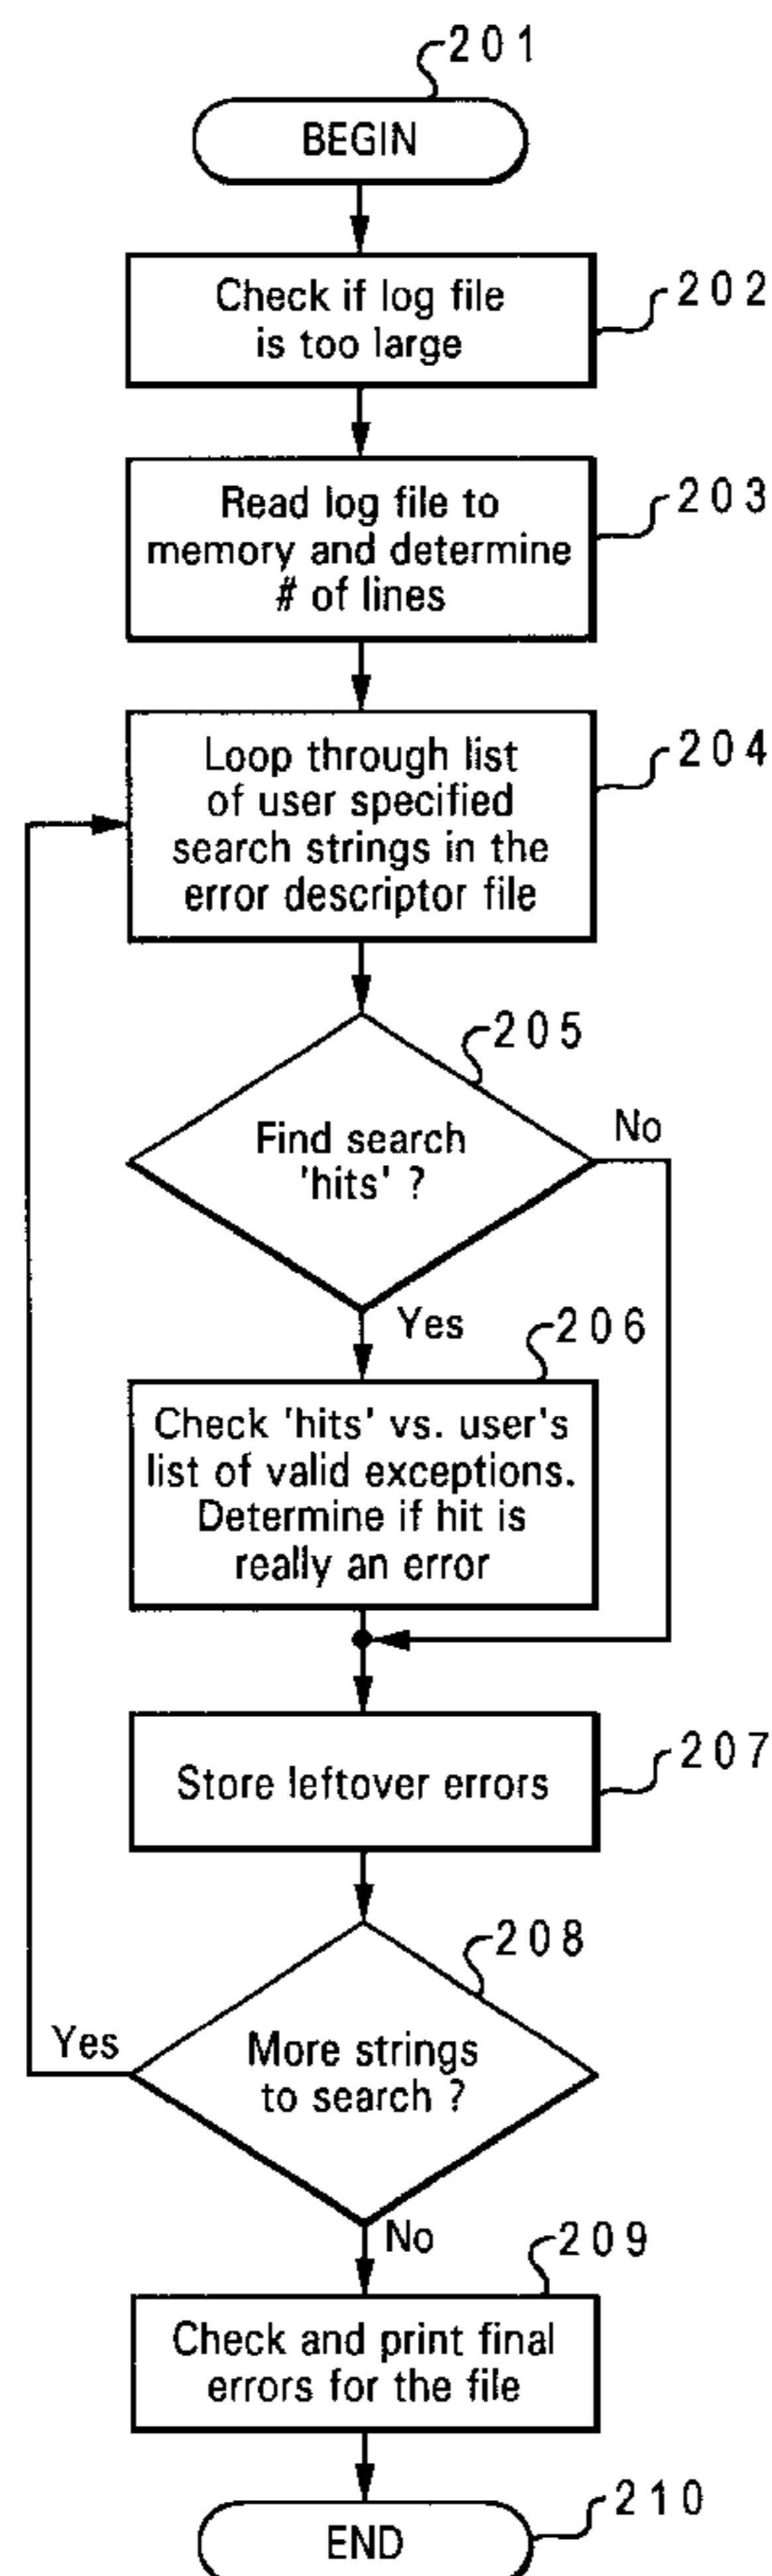 201
BEGIN
Check if log file
is too large
202
Read log file to
memory and determine
# of lines
203
Loop through list
of user specified
search strings in the
error descriptor file
204
205
Find search
'hits' ?
No
Yes
206
Check 'hits' vs. user's
list of valid exceptions.
Determine if hit is
really an error
Store leftover errors
207
208
More strings
to search ?
Yes
No
209
Check and print final
errors for the file
END
210